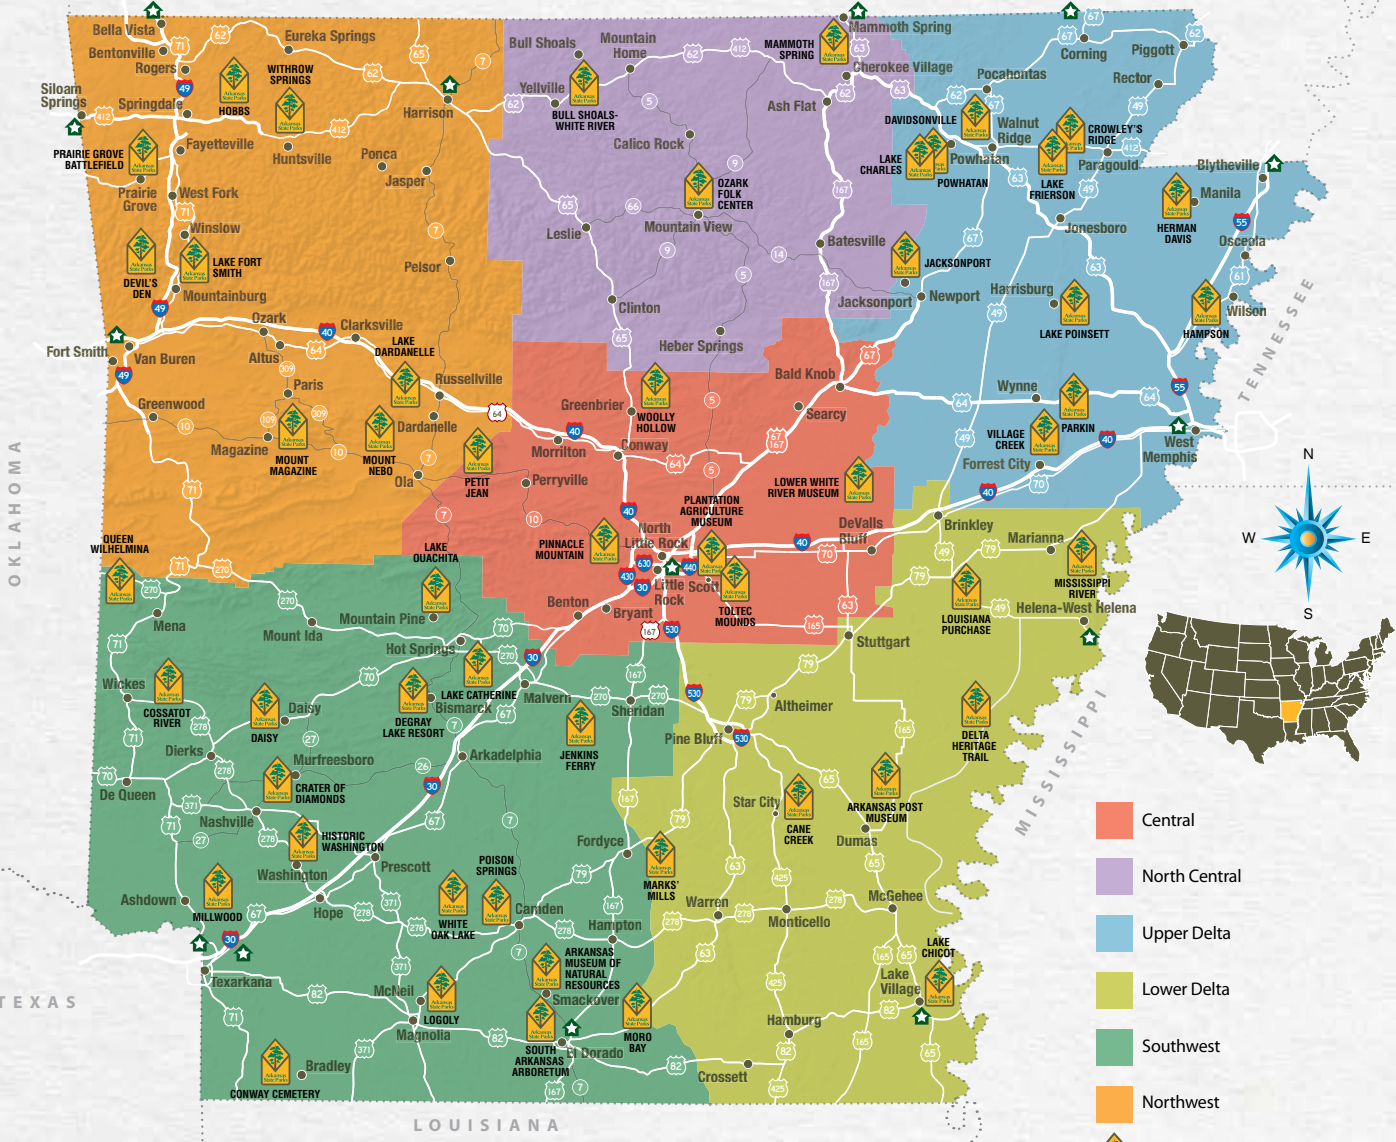 Bella Vista
Bentonville
Rogers
Eureka Springs
Siloam
Springs
Springdale
HOBBS
WITHROW
SPRINGS
Harrison
Fayetteville
Huntsville
PRAIRIE GROVE
BATTLEFIELD
Prairie
Grove
West Fork
Ponca
Jasper
Winslow
DEVIL'S
DEN
LAKE FORT
SMITH
Mountainburg
Pelsor
Ozark
Clarksville
Altus
Fort Smith
Van Buren
Paris
LAKE
DARDANELLE
Russellville
Greenwood
Dardanelle
Magazine
MOUNT
MAGAZINE
MOUNT
NEBO
Ola
Bull Shoals
Mountain
Home
Yellville
BULL SHOALS-
WHITE RIVER
MAMMOTH
SPRING
Mammoth Spring
Cherokee Village
Ash Flat
Calico Rock
OZARK
FOLK
CENTER
Mountain View
Leslie
Batesville
Clinton
Heber Springs
Corning
Piggott
Pocahontas
Rector
DAVIDSONVILLE
Walnut
Ridge
CROWLEY'S
RIDGE
LAKE
CHARLES
Powhatan
POWHATAN
LAKE
FRIERSON
Paragould
Blytheville
Manila
HERMAN
DAVIS
Osceola
Jonesboro
JACKSONPORT
Jacksonport
Newport
Harrisburg
LAKE POINSETT
HAMPSON
Wilson
Wynne
PARKIN
VILLAGE
CREEK
Forrest City
West
Memphis
Bald Knob
Searcy
Greenbrier
WOOLLY
HOLLOW
Morrilton
Conway
PETIT
JEAN
Perryville
LOWER WHITE
RIVER MUSEUM
PLANTATION
AGRICULTURE
MUSEUM
PINNACLE
MOUNTAIN
North
Little Rock
Little
Rock
Scott
TOLTEC
MOUNDS
DeValls
Bluff
Benton
Bryant
Brinkley
Marianna
MISSISSIPPI
RIVER
LOUISIANA
PURCHASE
Helena-West Helena
Stuttgart
Altheimer
Pine Bluff
DELTA
HERITAGE
TRAIL
ARKANSAS POST
MUSEUM
Star City
CANE
CREEK
Dumas
MARKS'
MILLS
Warren
Monticello
McGehee
LAKE
CHICOT
Lake
Village
Hamburg
Crossett
QUEEN
WILHELMINA
LAKE
OUACHITA
Mena
Mount Ida
Mountain Pine
Hot Springs
LAKE CATHERINE
Malvern
Wickes
COSSATOT
RIVER
DAISY
Daisy
DEGRAY
LAKE RESORT
Bismarck
Sheridan
JENKINS
FERRY
Dierks
Murfreesboro
CRATER OF
DIAMONDS
Arkadelphia
De Queen
Nashville
HISTORIC
WASHINGTON
Washington
Prescott
Fordyce
POISON
SPRINGS
Ashdown
MILLWOOD
Hope
WHITE
OAK LAKE
Camden
Hampton
ARKANSAS
MUSEUM OF
NATURAL
RESOURCES
Smackover
Texarkana
McNeil
LOGOLY
Magnolia
SOUTH
ARKANSAS
ARBORETUM
El Dorado
MORO
BAY
Bradley
CONWAY CEMETERY
OKLAHOMA
TEXAS
LOUISIANA
MISSISSIPPI
TENNESSEE
N
W
E
S
Central
North Central
Upper Delta
Lower Delta
Southwest
Northwest